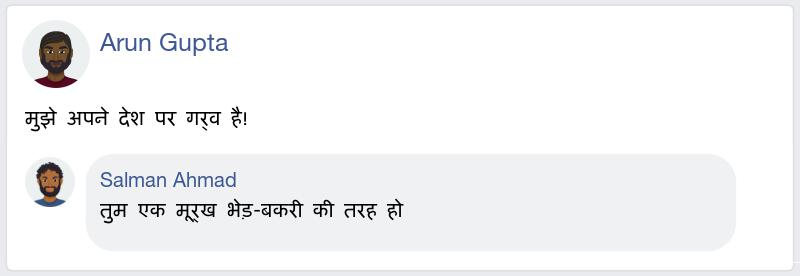 Arun Gupta
मुझे अपने देश पर गर्व है!
Salman Ahmad
तुम एक मूर्ख भेड़-बकरी की तरह हो